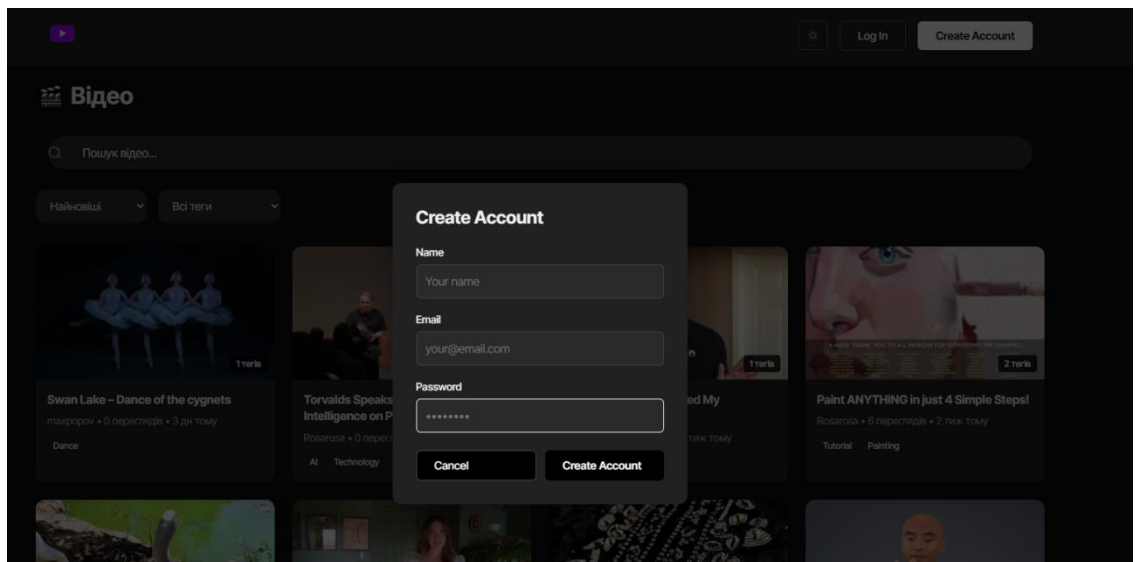 Log In
Create Account
Відео
Пошук відео...
Найновіші
Всі теги
Create Account
Name
Your name
Email
your@email.com
Password
Cancel
Create Account
1 тегів
1 тегів
2 тегів
Swan Lake – Dance of the cygnets
maxpopov • 0 переглядів • 3 дн тому
Dance
Torvalds Speaks
Intelligence on P
Rosarosa • 0 перегл
AI Technology
ed My
тиж тому
Paint ANYTHING in just 4 Simple Steps!
Rosarosa • 6 переглядів • 2 тиж тому
Tutorial Painting